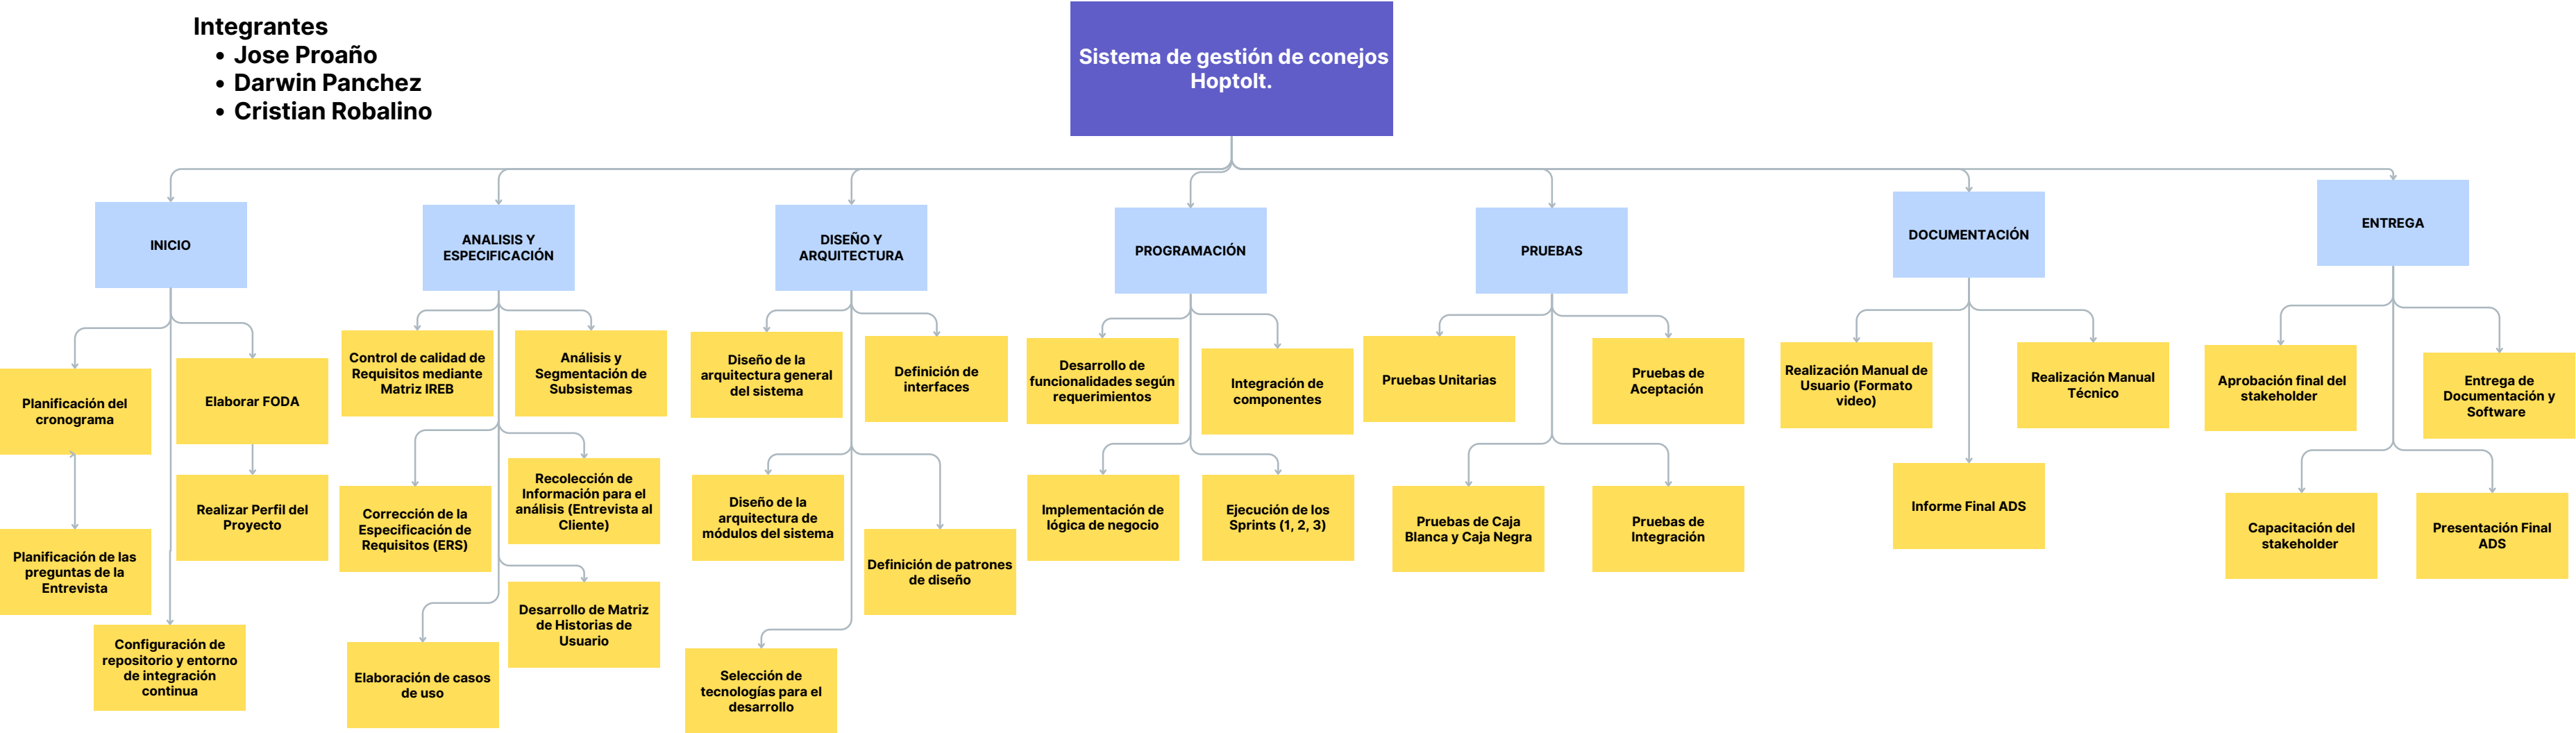 Integrantes
• Jose Proaño
• Darwin Panchez
• Cristian Robalino
Sistema de gestión de conejos
HoptoIt.
INICIO
ANALISIS Y
ESPECIFICACIÓN
DISEÑO Y
ARQUITECTURA
PROGRAMACIÓN
PRUEBAS
DOCUMENTACIÓN
ENTREGA
Planificación del
cronograma
Elaborar FODA
Planificación de las
preguntas de la
Entrevista
Realizar Perfil del
Proyecto
Configuración de
repositorio y entorno
de integración
continua
Control de calidad de
Requisitos mediante
Matriz IREB
Análisis y
Segmentación de
Subsistemas
Corrección de la
Especificación de
Requisitos (ERS)
Recolección de
Información para el
análisis (Entrevista al
Cliente)
Elaboración de casos
de uso
Desarrollo de Matriz
de Historias de
Usuario
Diseño de la
arquitectura general
del sistema
Definición de
interfaces
Diseño de la
arquitectura de
módulos del sistema
Definición de patrones
de diseño
Selección de
tecnologías para el
desarrollo
Desarrollo de
funcionalidades según
requerimientos
Integración de
componentes
Implementación de
lógica de negocio
Ejecución de los
Sprints (1, 2, 3)
Pruebas Unitarias
Pruebas de
Aceptación
Pruebas de Caja
Blanca y Caja Negra
Pruebas de
Integración
Realización Manual de
Usuario (Formato
video)
Realización Manual
Técnico
Informe Final ADS
Aprobación final del
stakeholder
Entrega de
Documentación y
Software
Capacitación del
stakeholder
Presentación Final
ADS